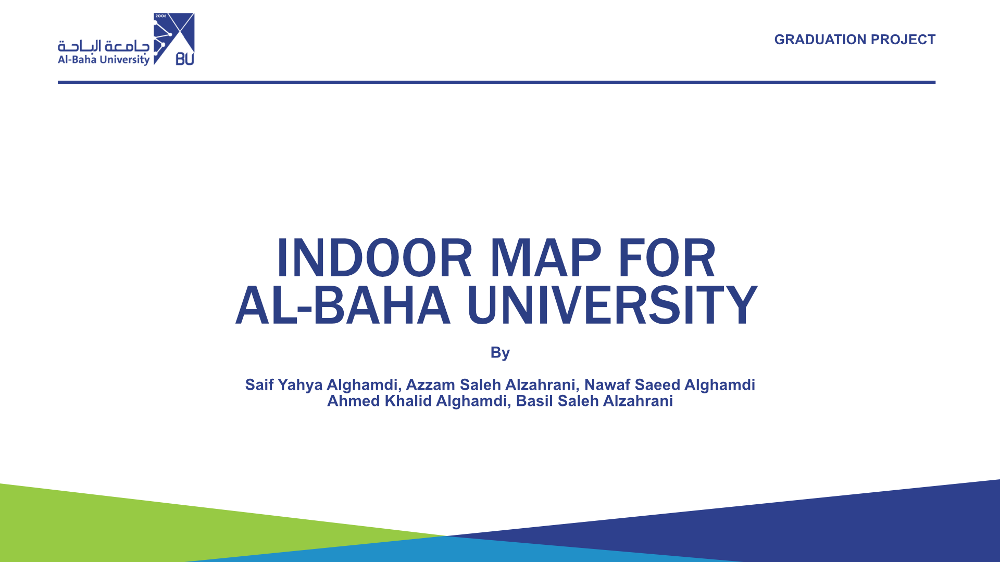 2006
جامعة الباحة
Al-Baha University
BU
GRADUATION PROJECT
INDOOR MAP FOR
AL-BAHA UNIVERSITY
By
Saif Yahya Alghamdi, Azzam Saleh Alzahrani, Nawaf Saeed Alghamdi
Ahmed Khalid Alghamdi, Basil Saleh Alzahrani